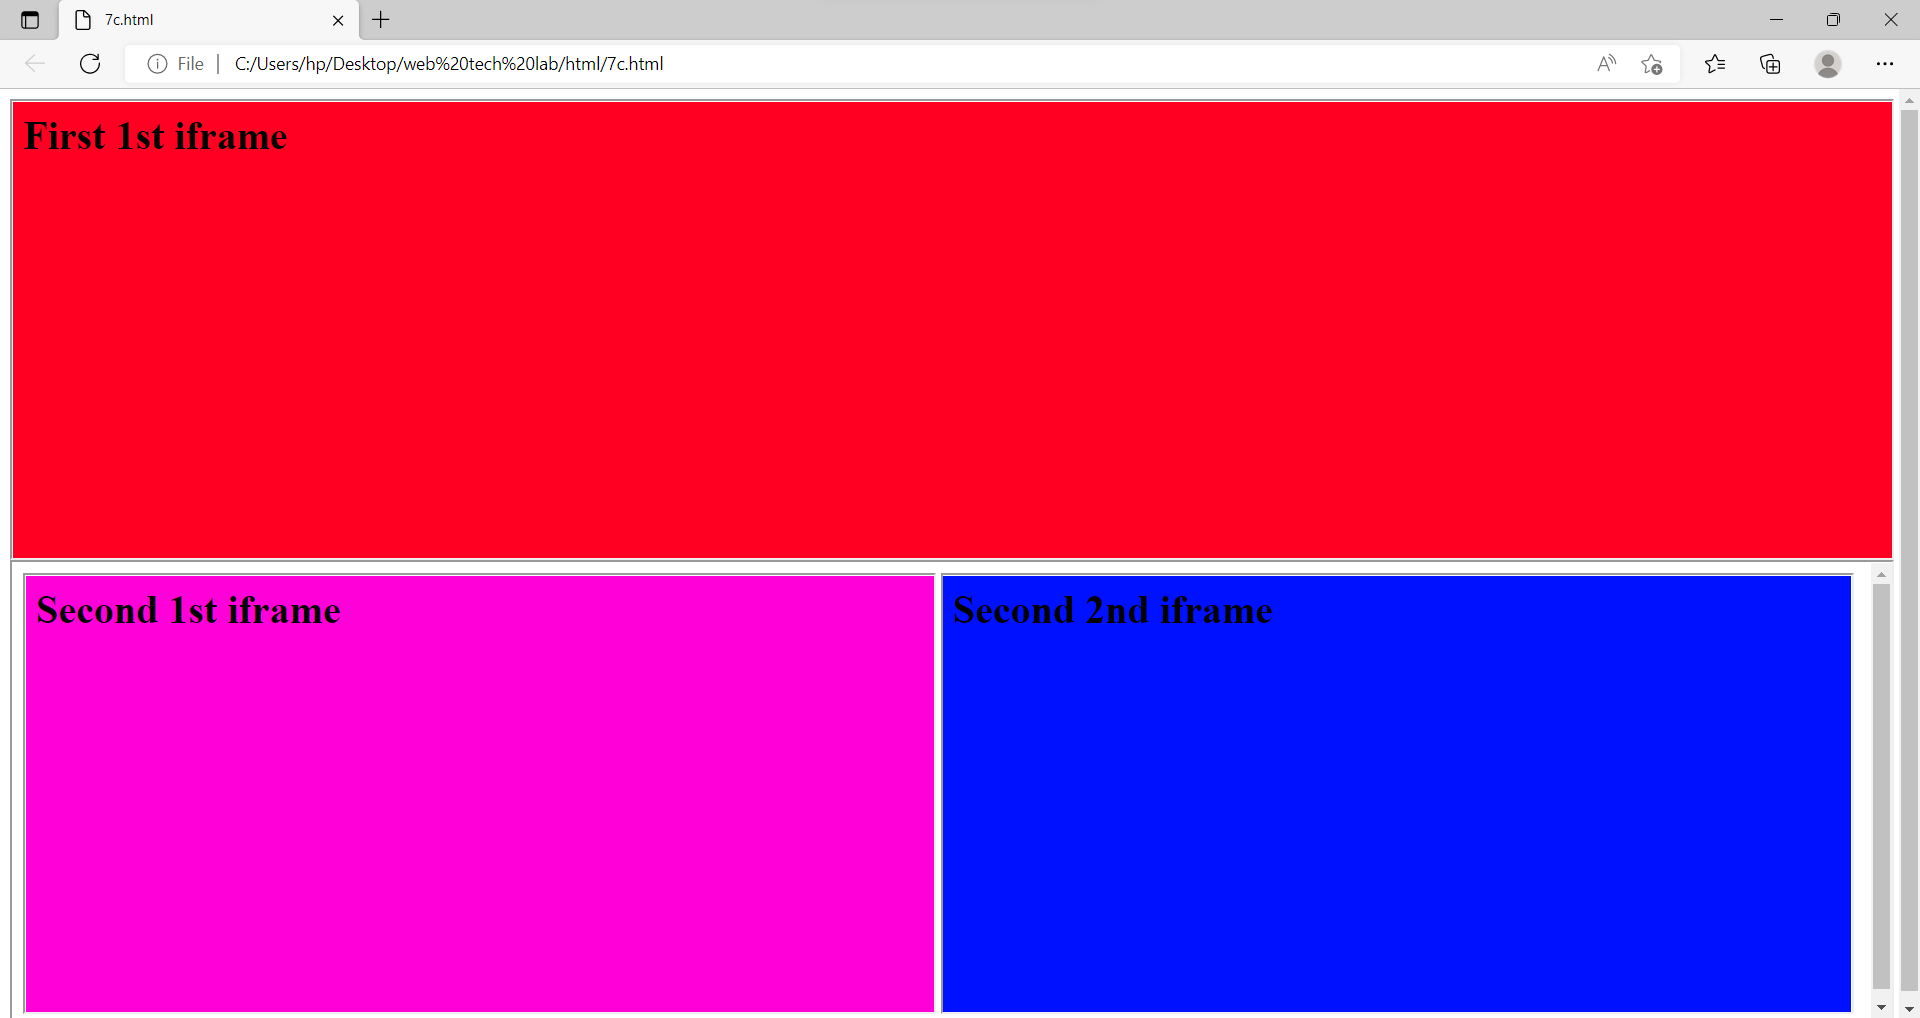 7c.html
File C:/Users/hp/Desktop/web%20tech%20lab/html/7c.html
First 1st iframe
Second 1st iframe
Second 2nd iframe